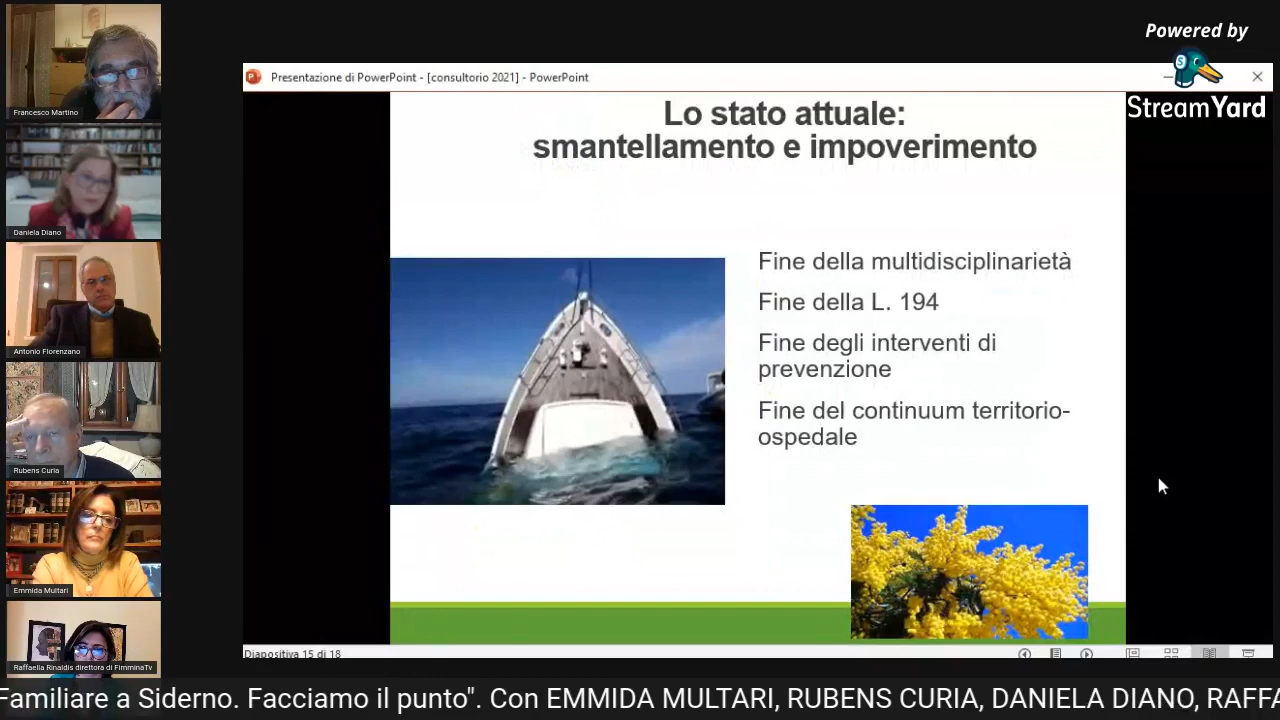 Powered by
StreamYard
Presentazione di PowerPoint - [consultorio 2021] - PowerPoint
Lo stato attuale:
smantellamento e impoverimento
Fine della multidisciplinarietà
Fine della L. 194
Fine degli interventi di
prevenzione
Fine del continuum territorio-
ospedale
Diapositiva 15 di 18
Francesco Martino
Daniela Diano
Antonio Florenzano
Rubens Curia
Emmida Multari
Raffaella Rinaldis direttora di FimminaTv
Familiare a Siderno. Facciamo il punto". Con EMMIDA MULTARI, RUBENS CURIA, DANIELA DIANO, RAFFA